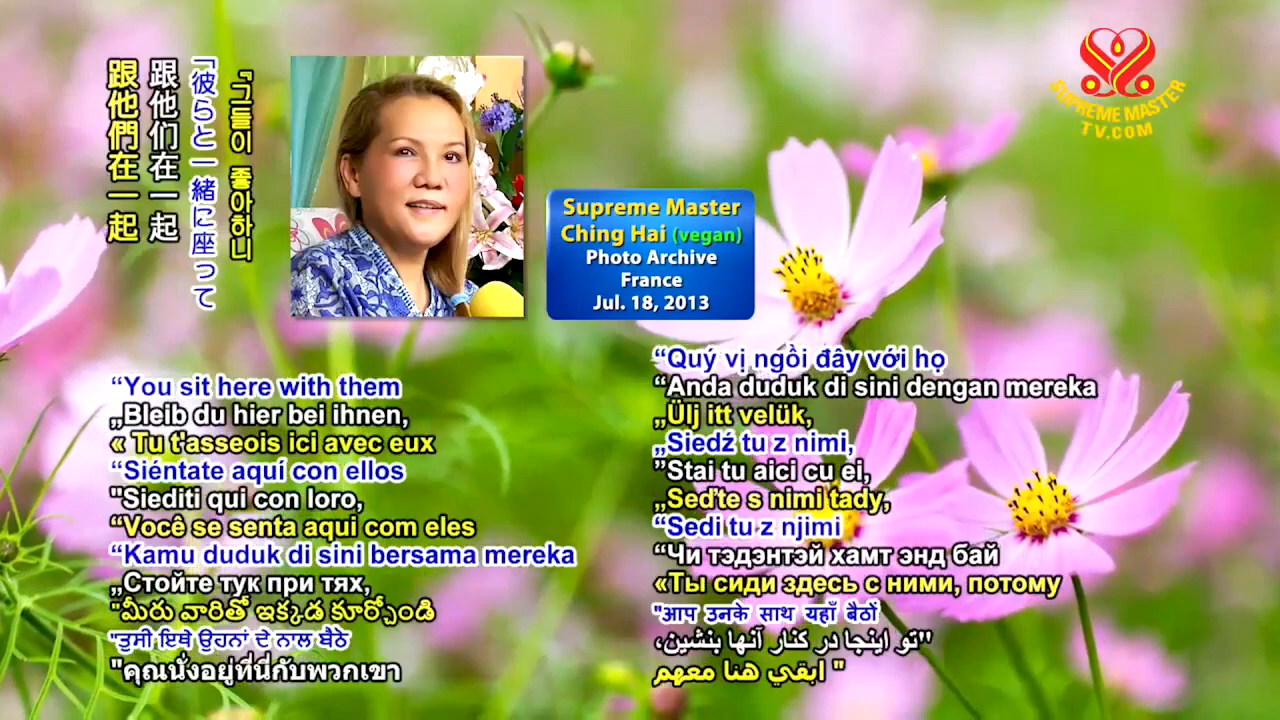 『그들이 좋아하니
「彼らと一緒に座って
跟他们在一起
跟他們在一起
SUPREME MASTER
TV.COM
Supreme Master
Ching Hai (vegan)
Photo Archive
France
Jul. 18, 2013
“You sit here with them
„Bleib du hier bei ihnen,
« Tu t'asseois ici avec eux
“Siéntate aquí con ellos
"Siediti qui con loro,
“Você se senta aqui com eles
“Kamu duduk di sini bersama mereka
„Стойте тук при тях,
"మీరు వారితో ఇక్కడ కూర్చోండి
"ਤੁਸੀ ਇਥੇ ਉਹਨਾਂ ਦੇ ਨਾਲ ਬੈਠੇ
"คุณนั่งอยู่ที่นี่กับพวกเขา
“Quý vị ngồi đây với họ
“Anda duduk di sini dengan mereka
„Ülj itt velük,
„Siedź tu z nimi,
”Stai tu aici cu ei,
„Seďte s nimi tady,
“Sedi tu z njimi
“Чи тэдэнтэй хамт энд бай
«Ты сиди здесь с ними, потому
"आप उनके साथ यहाँ बैठों
"تو اینجا در کنار آنها بنشین،
" ابقي هنا معهم